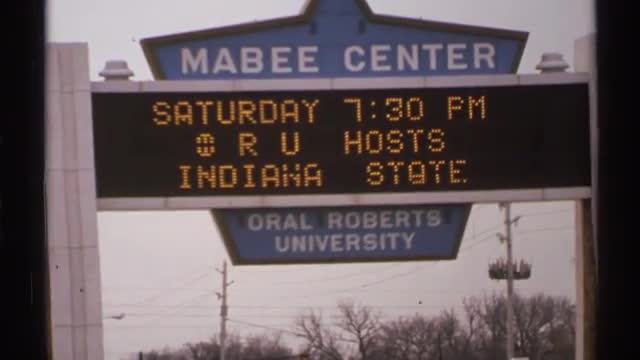 MABEE CENTER
SATURDAY 7:30 PM
O R U HOSTS
INDIANA STATE
ORAL ROBERTS
UNIVERSITY